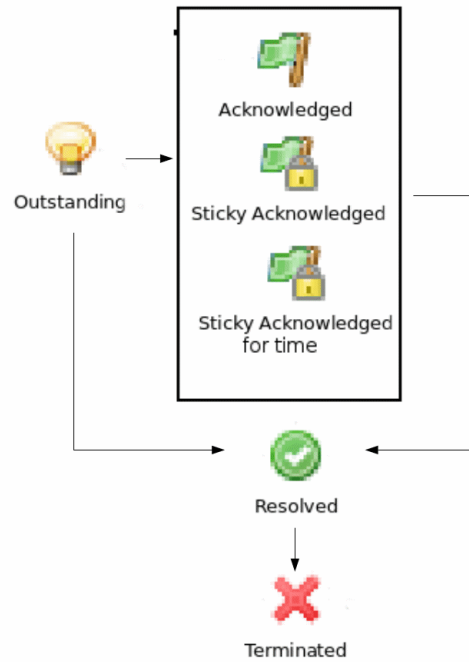 Acknowledged
Outstanding
Sticky Acknowledged
Sticky Acknowledged
for time
Resolved
Terminated